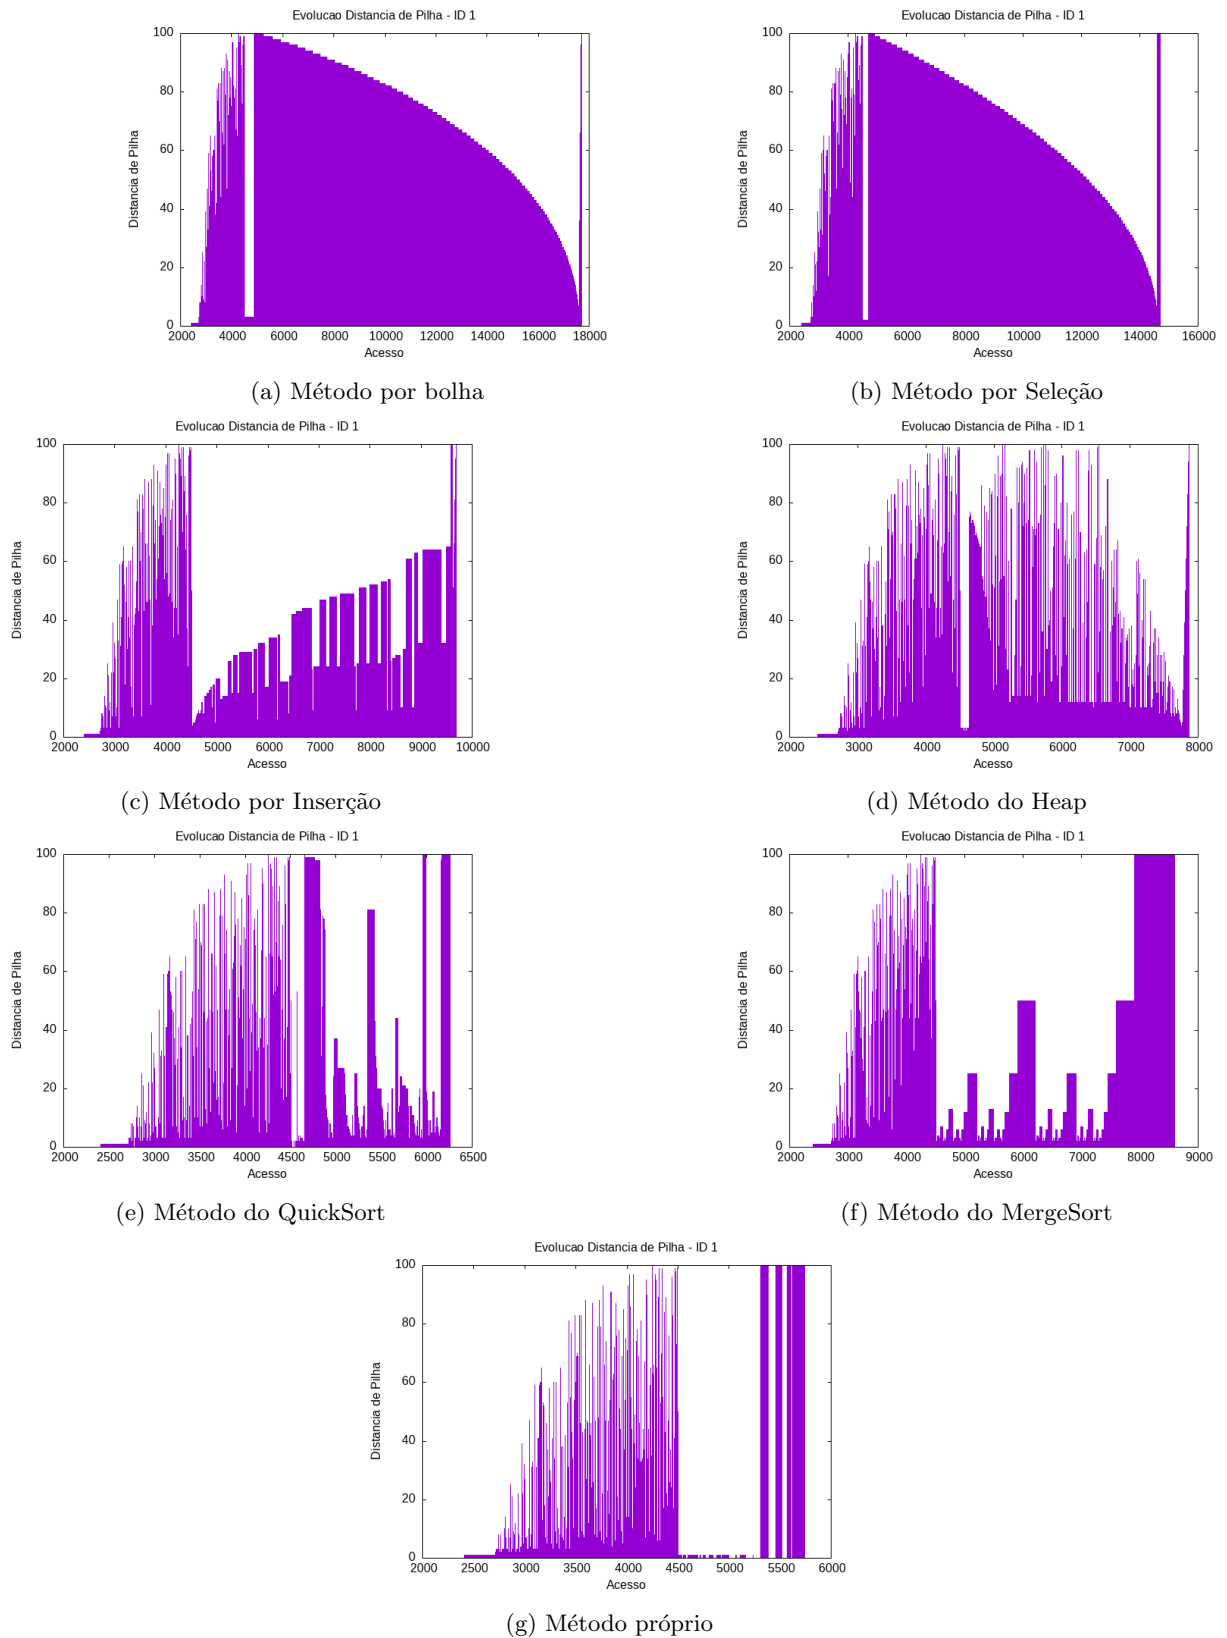 Evolucao Distancia de Pilha - ID 1
Evolucao Distancia de Pilha - ID 1
100
80
60
40
20
0
Distancia de Pilha
2000 4000 6000 8000 10000 12000 14000 16000 18000
Acesso
100
80
60
40
20
0
Distancia de Pilha
2000 4000 6000 8000 10000 12000 14000 16000
Acesso
(a) Método por bolha
(b) Método por Seleção
Evolucao Distancia de Pilha - ID 1
Evolucao Distancia de Pilha - ID 1
100
80
60
40
20
0
Distancia de Pilha
2000 3000 4000 5000 6000 7000 8000 9000 10000
Acesso
100
80
60
40
20
0
Distancia de Pilha
2000 3000 4000 5000 6000 7000 8000
Acesso
(c) Método por Inserção
(d) Método do Heap
Evolucao Distancia de Pilha - ID 1
Evolucao Distancia de Pilha - ID 1
100
80
60
40
20
0
Distancia de Pilha
2000 2500 3000 3500 4000 4500 5000 5500 6000 6500
Acesso
100
80
60
40
20
0
Distancia de Pilha
2000 3000 4000 5000 6000 7000 8000 9000
Acesso
(e) Método do QuickSort
(f) Método do MergeSort
Evolucao Distancia de Pilha - ID 1
100
80
60
40
20
0
Distancia de Pilha
2000 2500 3000 3500 4000 4500 5000 5500 6000
Acesso
(g) Método próprio